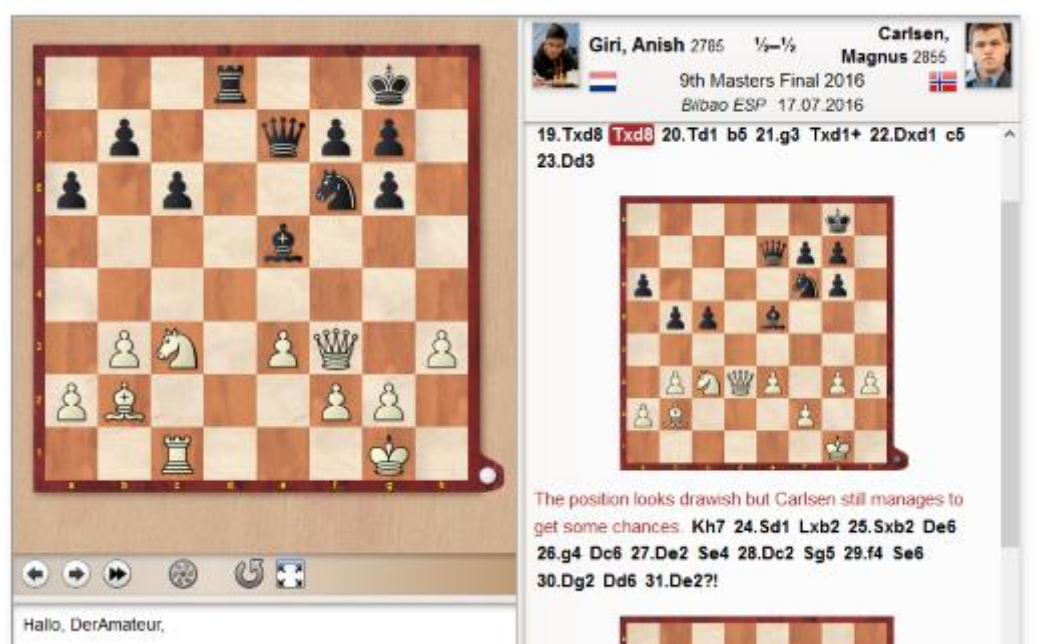 Giri, Anish 2785 ½–½ Carlsen,
Magnus 2855
9th Masters Final 2016
Bilbao ESP 17.07.2016
19.Txd8 Txd8 20.Td1 b5 21.g3 Txd1+ 22.Dxd1 c5
23.Dd3
The position looks drawish but Carlsen still manages to
get some chances. Kh7 24.Sd1 Lxb2 25.Sxb2 De6
26.g4 Dc6 27.De2 Se4 28.Dc2 Sg5 29.f4 Se6
30.Dg2 Dd6 31.De2?!
Hallo, DerAmateur,